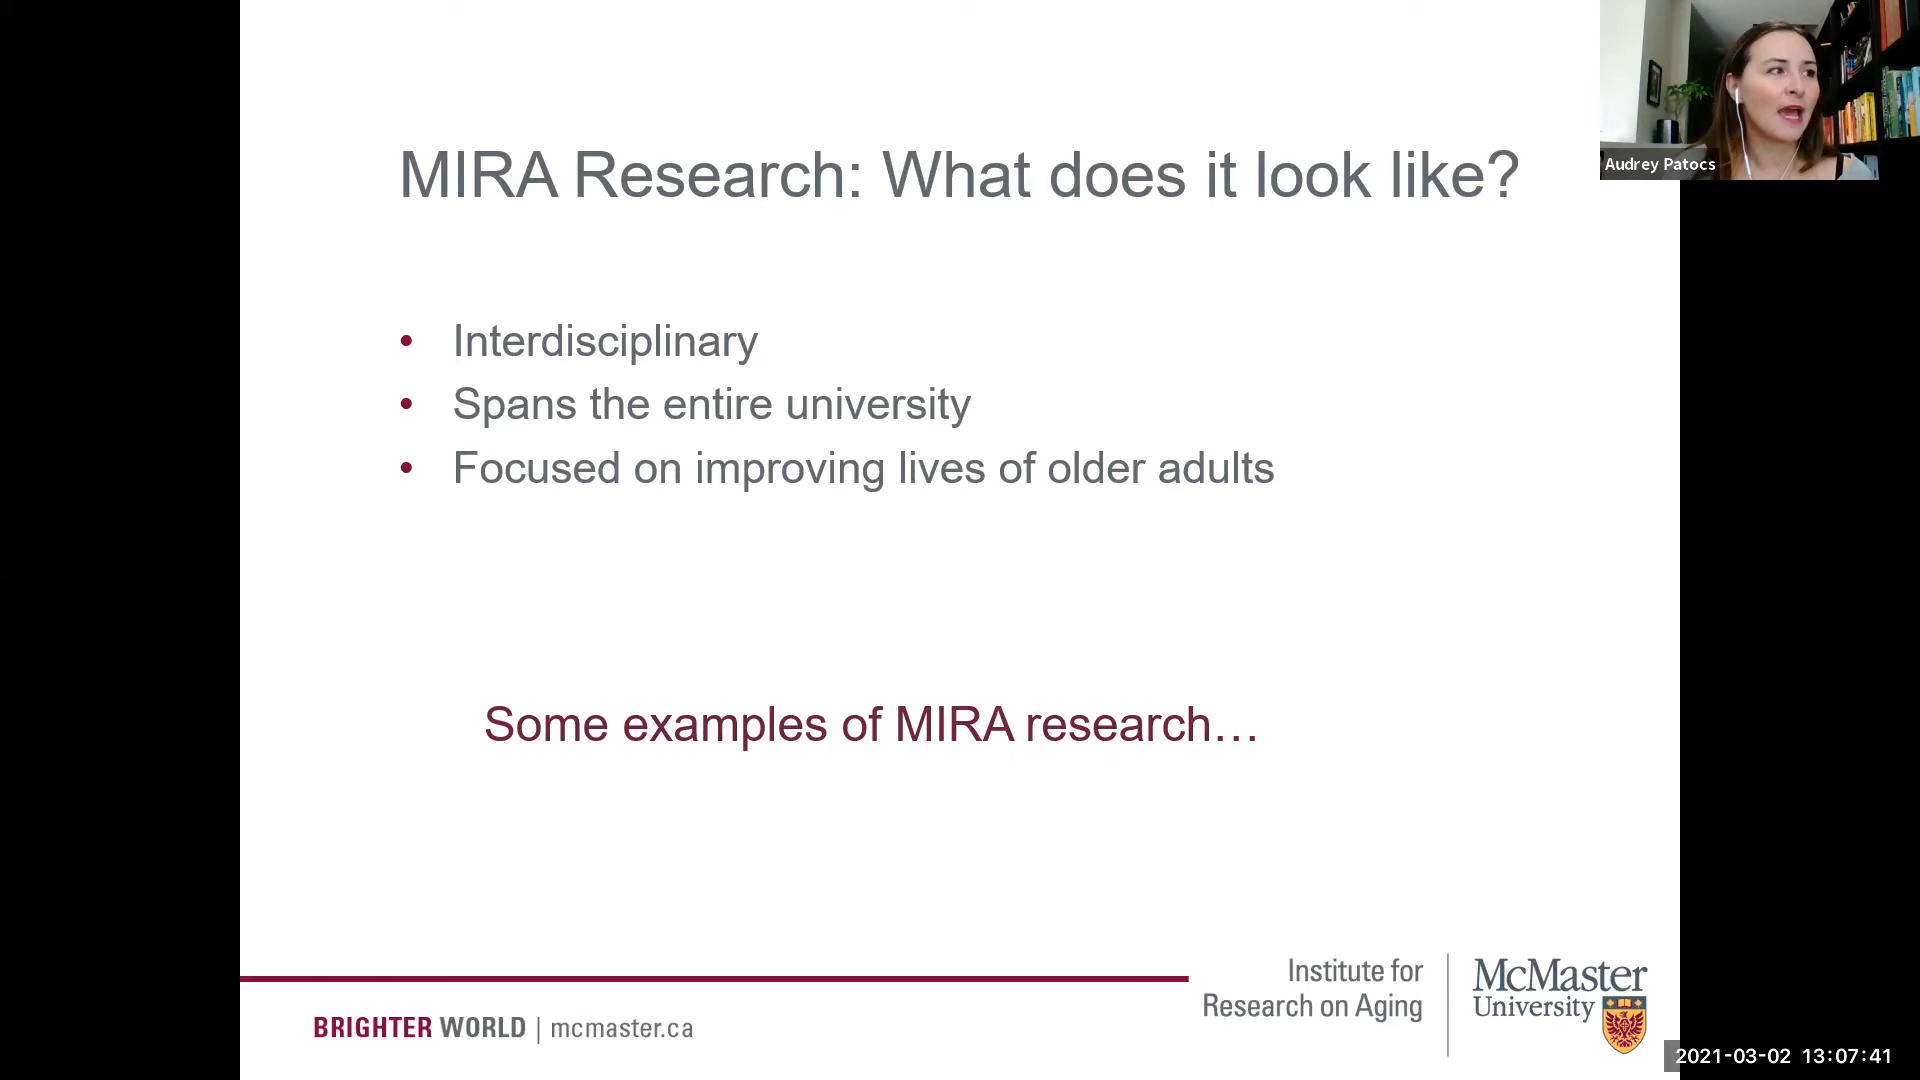 MIRA Research: What does it look like?
Audrey Patocs
• Interdisciplinary
• Spans the entire university
• Focused on improving lives of older adults
Some examples of MIRA research…
Institute for
Research on Aging
McMaster
University
BRIGHTER WORLD | mcmaster.ca
2021-03-02 13:07:41